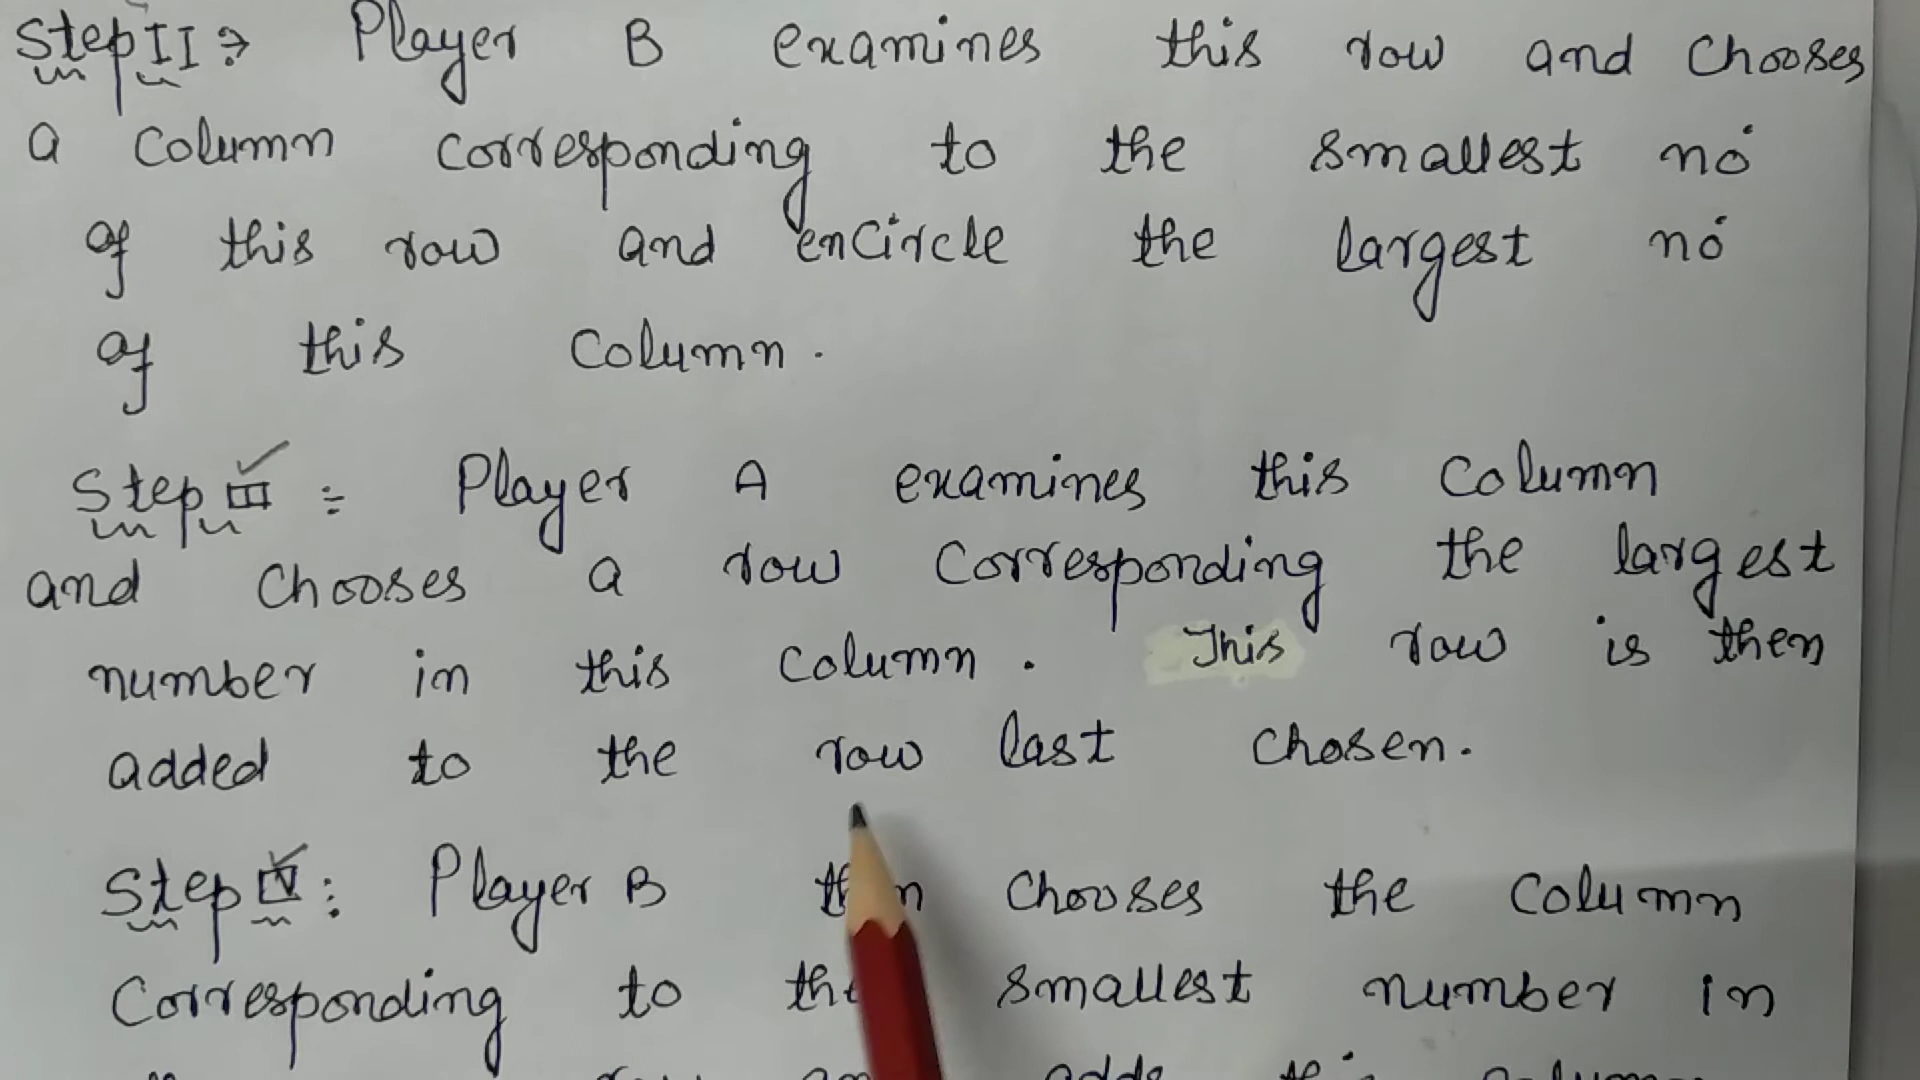 Step II :→ Player B examines this row and chooses
a column corresponding to the smallest no
of this row and encircle the largest no
of this column.
Step III :- Player A examines this column
and chooses a row corresponding the largest
number in this column. This row is then
added to the row last chosen.
Step IV : Player B chooses the column
Corresponding to the smallest number in